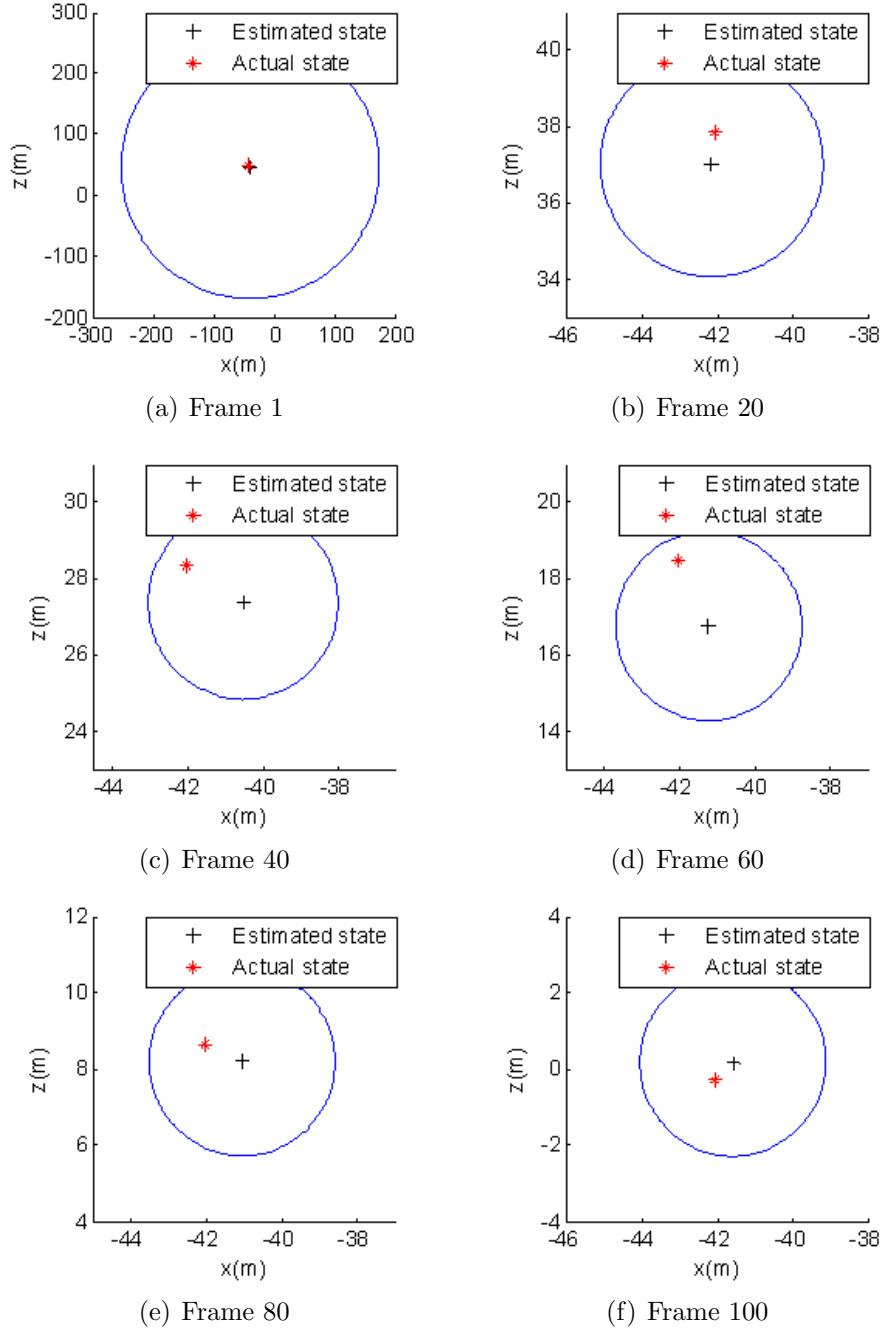 300
200
100
0
-100
-200
z(m)
-300 -200 -100 0 100 200
x(m)
Estimated state
Actual state
(a) Frame 1
40
38
36
34
z(m)
-46 -44 -42 -40 -38
x(m)
Estimated state
Actual state
(b) Frame 20
30
28
26
24
z(m)
-44 -42 -40 -38
x(m)
Estimated state
Actual state
(c) Frame 40
20
18
16
14
z(m)
-44 -42 -40 -38
x(m)
Estimated state
Actual state
(d) Frame 60
12
10
8
6
4
z(m)
-44 -42 -40 -38
x(m)
Estimated state
Actual state
(e) Frame 80
4
2
0
-2
-4
z(m)
-46 -44 -42 -40 -38
x(m)
Estimated state
Actual state
(f) Frame 100